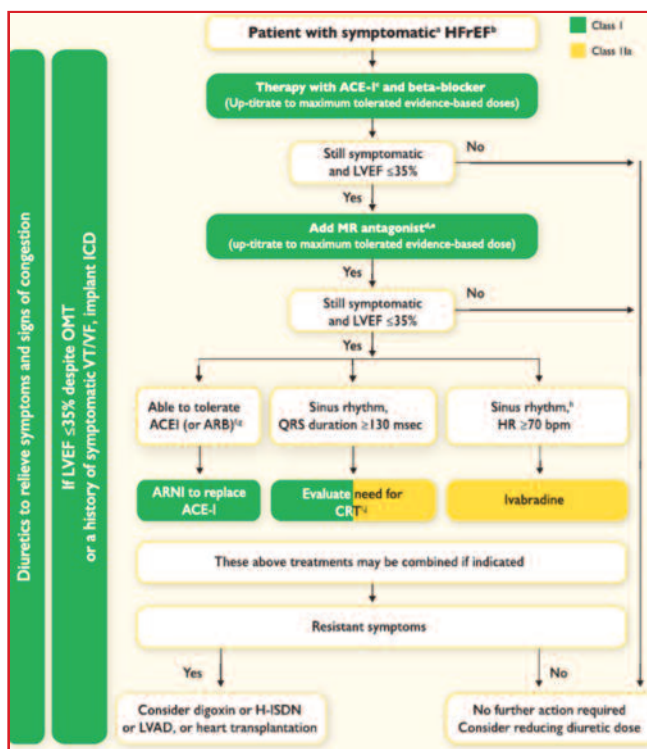 Patient with symptomaticᵃ HFrEFᵇ
Class I
Class IIa
Therapy with ACE-Iᶜ and beta-blocker
(Up-titrate to maximum tolerated evidence-based doses)
No
Still symptomatic
and LVEF ≤35%
Yes
Add MR antagonistᵈ,ᵉ
(up-titrate to maximum tolerated evidence-based dose)
Yes
No
Still symptomatic
and LVEF ≤35%
Yes
Able to tolerate
ACEI (or ARB)ᶠ,ᵍ
Sinus rhythm,
QRS duration ≥130 msec
Sinus rhythm,ʰ
HR ≥70 bpm
ARNI to replace
ACE-I
Evaluate need for
CRTⁱ,ʲ
Ivabradine
These above treatments may be combined if indicated
Resistant symptoms
Yes
No
Consider digoxin or H-ISDN
or LVAD, or heart transplantation
No further action required
Consider reducing diuretic dose
Diuretics to relieve symptoms and signs of congestion
If LVEF ≤35% despite OMT
or a history of symptomatic VT/VF, implant ICD